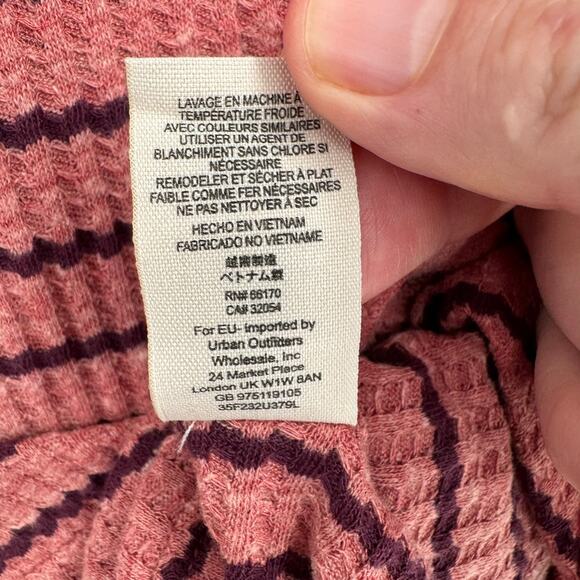 LAVAGE EN MACHINE À
TEMPÉRATURE FROIDE
AVEC COULEURS SIMILAIRES
UTILISER UN AGENT DE
BLANCHIMENT SANS CHLORE SI
NÉCESSAIRE
REMODELER ET SÉCHER À PLAT
FAIBLE COMME FER NÉCESSAIRES
NE PAS NETTOYER À SEC
HECHO EN VIETNAM
FABRICADO NO VIETNAME
越南制造
ベトナム製
RN# 66170
CA# 32054
For EU- imported by
Urban Outfitters
Wholesale, Inc
24 Market Place
London UK W1W 8AN
GB 975119105
35F232U379L